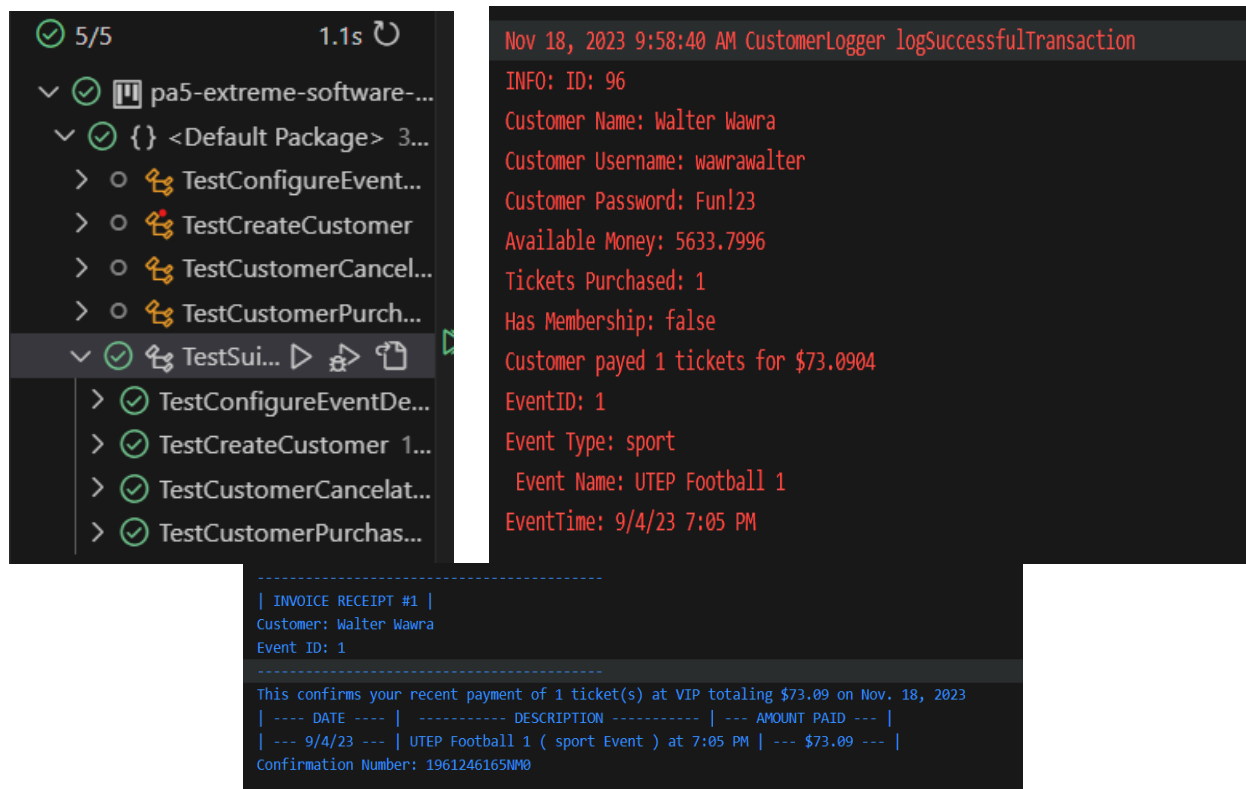 5/5 1.1s
pa5-extreme-software-...
{} <Default Package> 3...
TestConfigureEvent...
TestCreateCustomer
TestCustomerCancel...
TestCustomerPurch...
TestSui...
TestConfigureEventDe...
TestCreateCustomer 1...
TestCustomerCancelat...
TestCustomerPurchas...
Nov 18, 2023 9:58:40 AM CustomerLogger logSuccessfulTransaction
INFO: ID: 96
Customer Name: Walter Wawra
Customer Username: wawrawalter
Customer Password: Fun!23
Available Money: 5633.7996
Tickets Purchased: 1
Has Membership: false
Customer payed 1 tickets for $73.0904
EventID: 1
Event Type: sport
Event Name: UTEP Football 1
EventTime: 9/4/23 7:05 PM
-------------------------------------------
| INVOICE RECEIPT #1 |
Customer: Walter Wawra
Event ID: 1
-------------------------------------------
This confirms your recent payment of 1 ticket(s) at VIP totaling $73.09 on Nov. 18, 2023
| ---- DATE ---- |  ----------- DESCRIPTION ----------- | --- AMOUNT PAID --- |
| --- 9/4/23 --- | UTEP Football 1 ( sport Event ) at 7:05 PM | --- $73.09 --- |
Confirmation Number: 1961246165NM0